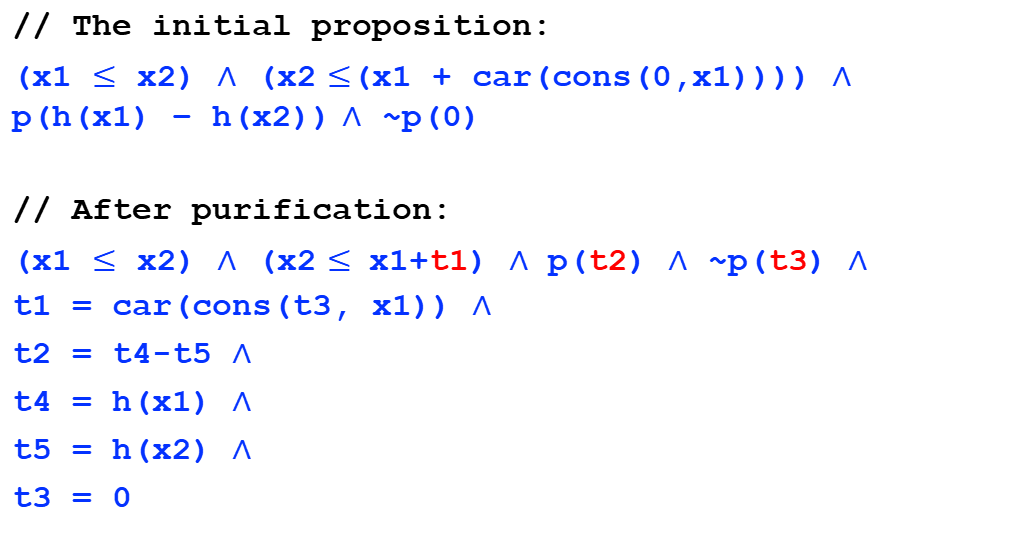 // The initial proposition:
(x1 ≤ x2) ∧ (x2 ≤(x1 + car(cons(0,x1)))) ∧
p(h(x1) – h(x2)) ∧ ~p(0)
// After purification:
(x1 ≤ x2) ∧ (x2 ≤ x1+t1) ∧ p(t2) ∧ ~p(t3) ∧
t1 = car(cons(t3, x1)) ∧
t2 = t4-t5 ∧
t4 = h(x1) ∧
t5 = h(x2) ∧
t3 = 0